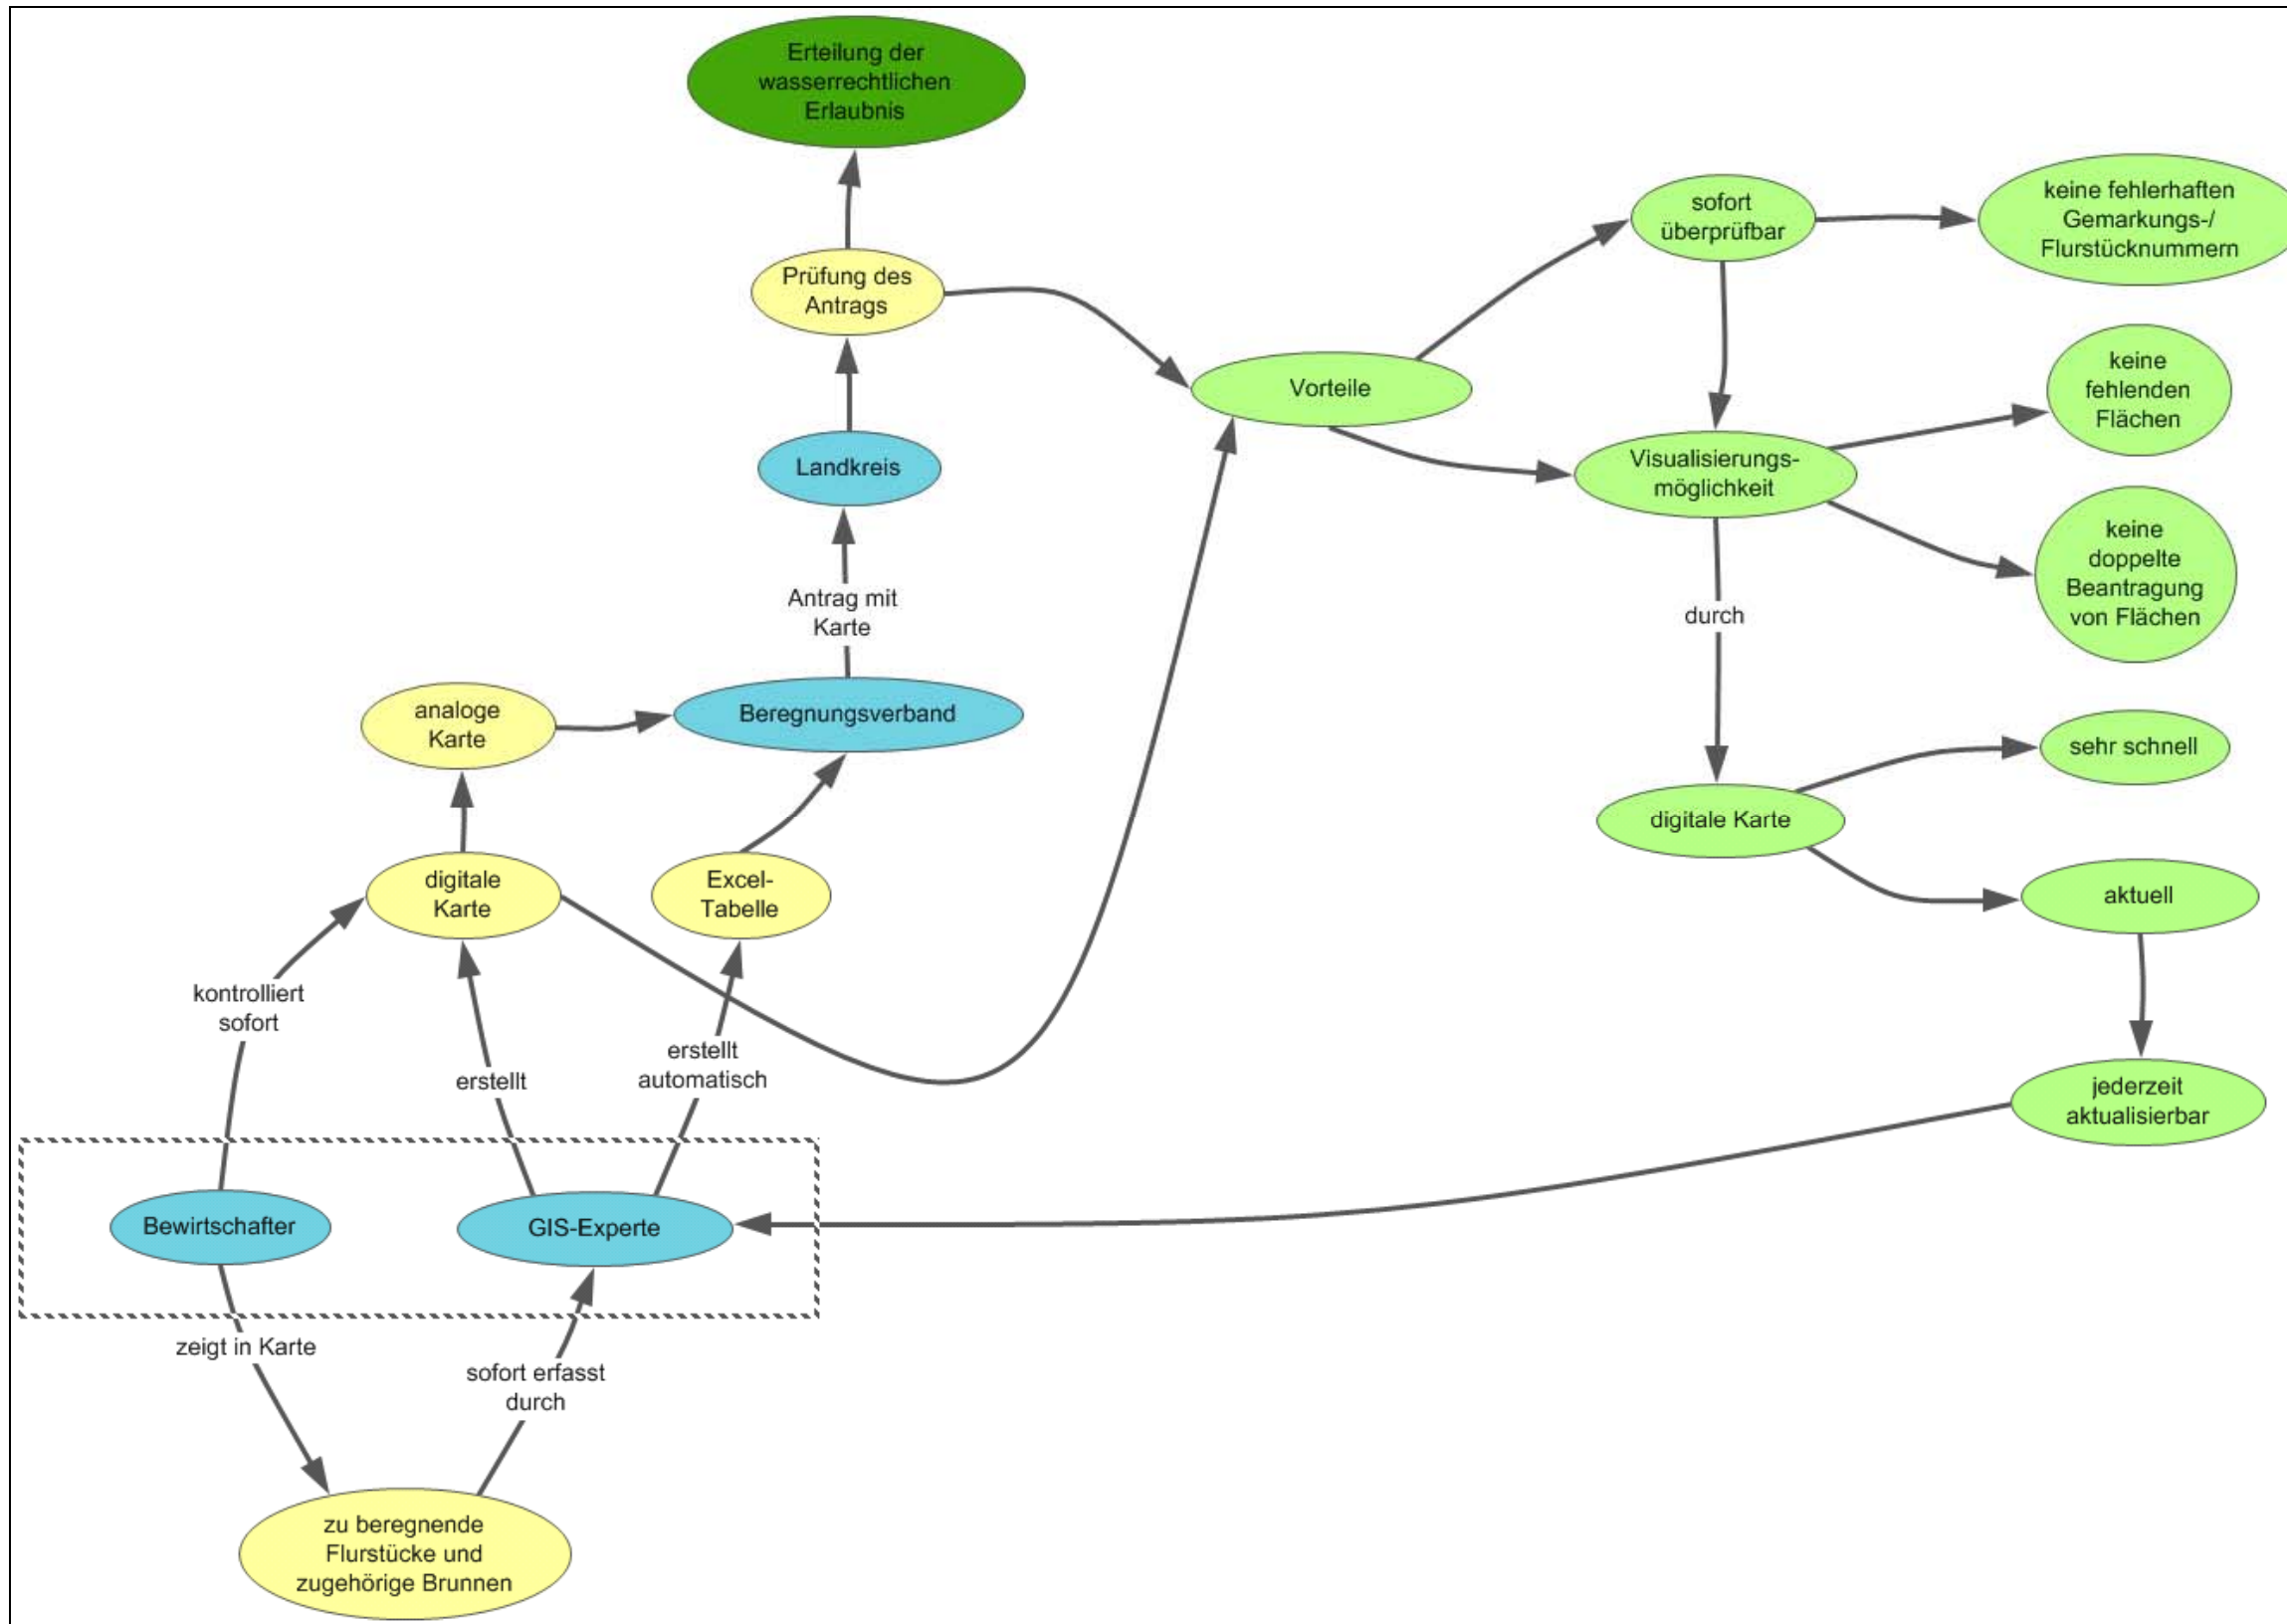 Erteilung der
wasserrechtlichen
Erlaubnis
Prüfung des
Antrags
Landkreis
Antrag mit
Karte
Beregnungsverband
analoge
Karte
digitale
Karte
Excel-
Tabelle
kontrolliert
sofort
erstellt
erstellt
automatisch
Bewirtschafter
GIS-Experte
zeigt in Karte
sofort erfasst
durch
zu beregnende
Flurstücke und
zugehörige Brunnen
Vorteile
sofort
überprüfbar
keine fehlerhaften
Gemarkungs-/
Flurstücknummern
keine
fehlenden
Flächen
Visualisierungs-
möglichkeit
keine
doppelte
Beantragung
von Flächen
durch
digitale Karte
sehr schnell
aktuell
jederzeit
aktualisierbar